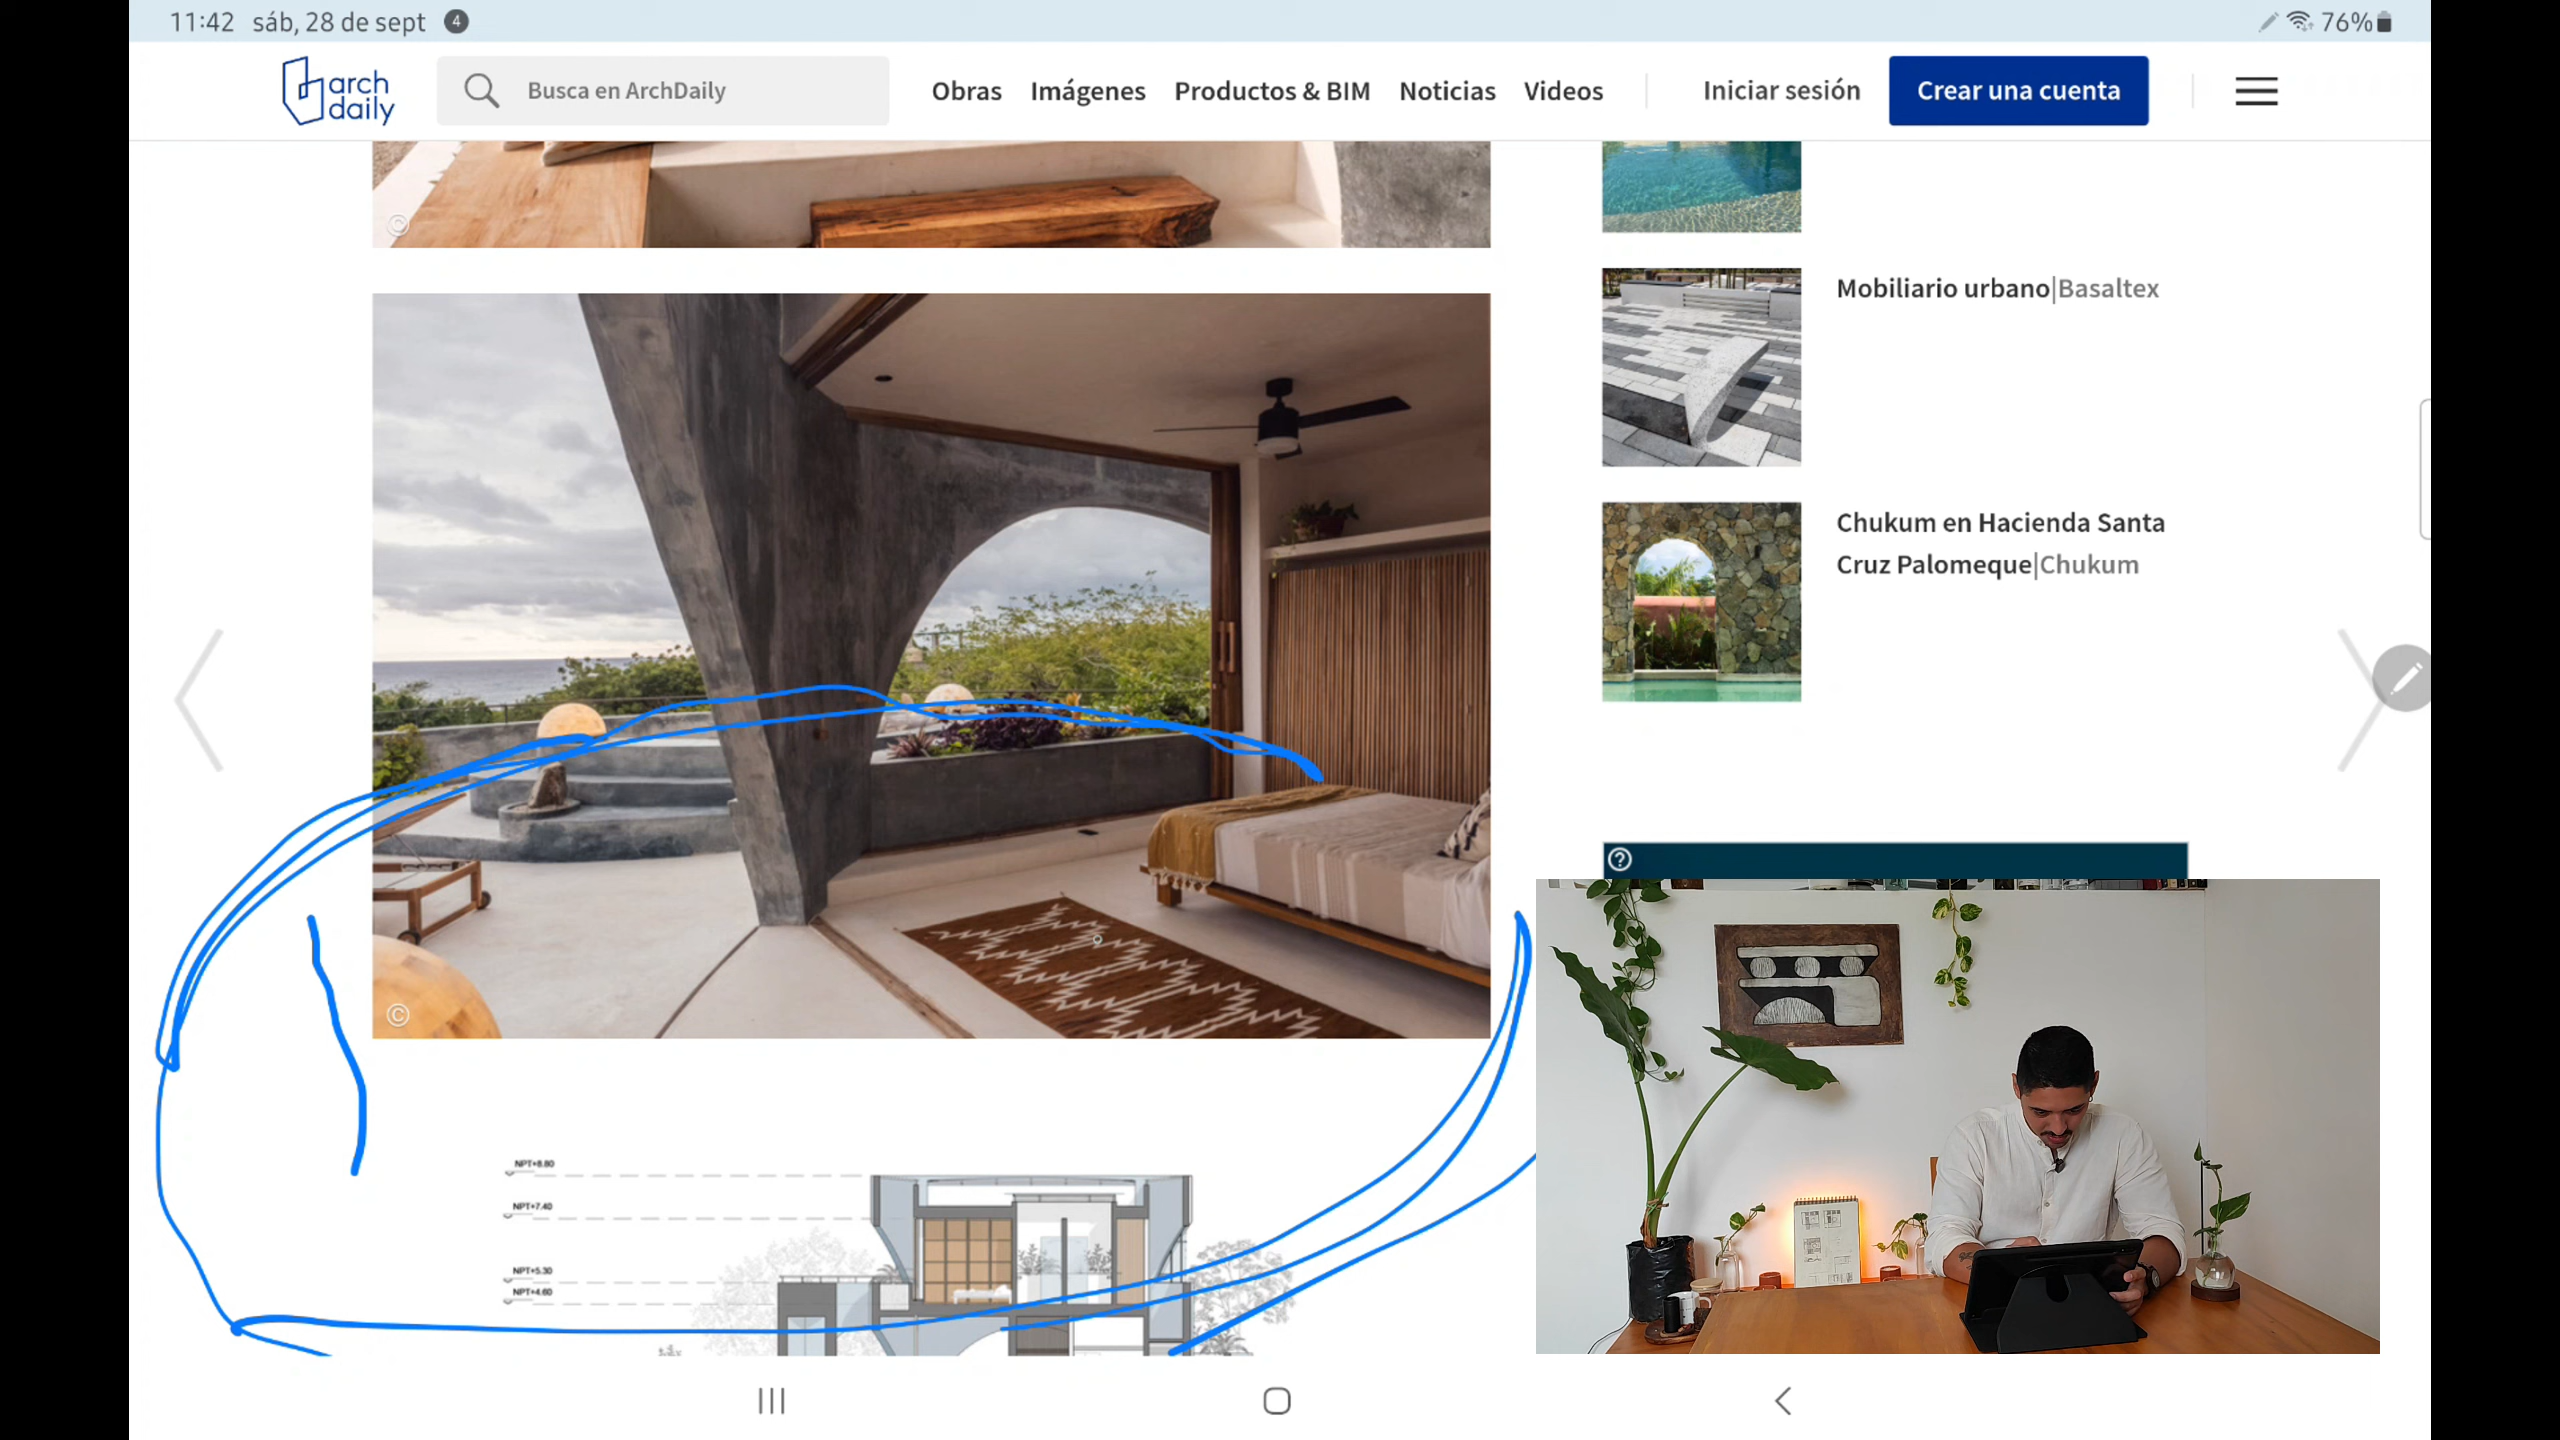 11:42 sáb, 28 de sept 4
76%
arch
daily
Busca en ArchDaily
Obras Imágenes Productos & BIM Noticias Videos Iniciar sesión Crear una cuenta
©
Mobiliario urbano|Basaltex
Chukum en Hacienda Santa
Cruz Palomeque|Chukum
©
NPT+8.80
NPT+7.40
NPT+5.30
NPT+4.60